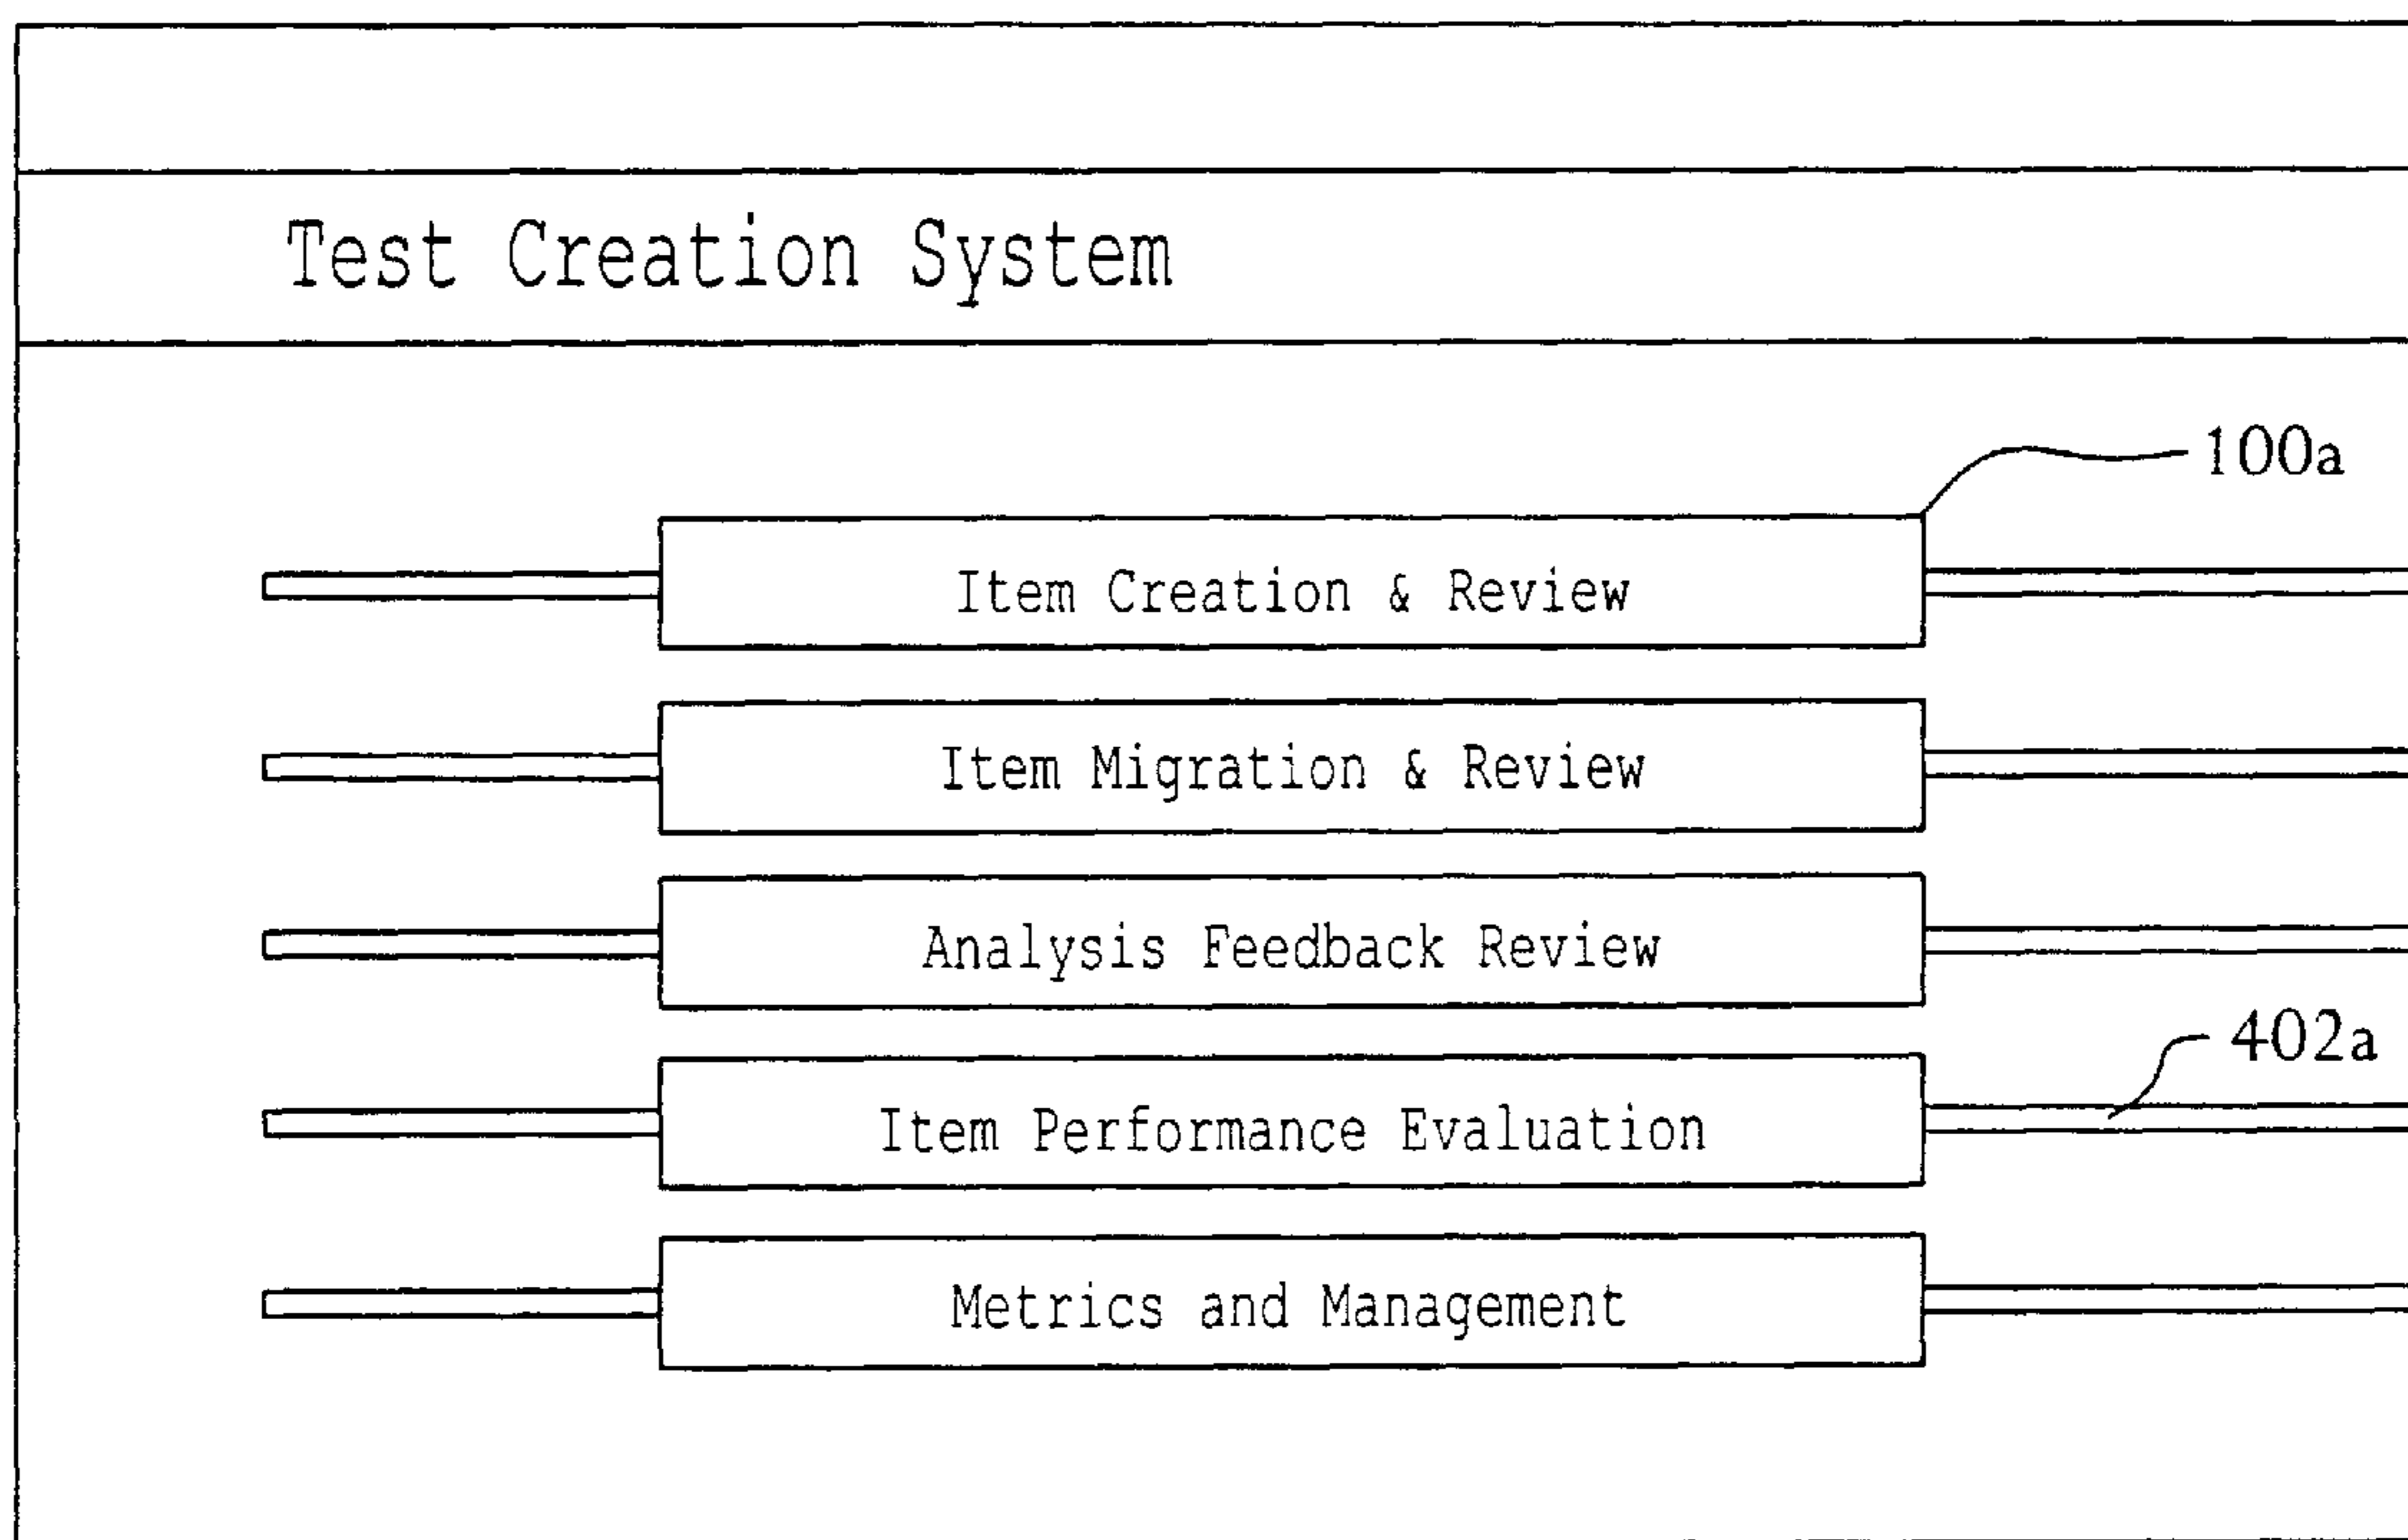 Test Creation System
100a
Item Creation & Review
Item Migration & Review
Analysis Feedback Review
402a
Item Performance Evaluation
Metrics and Management